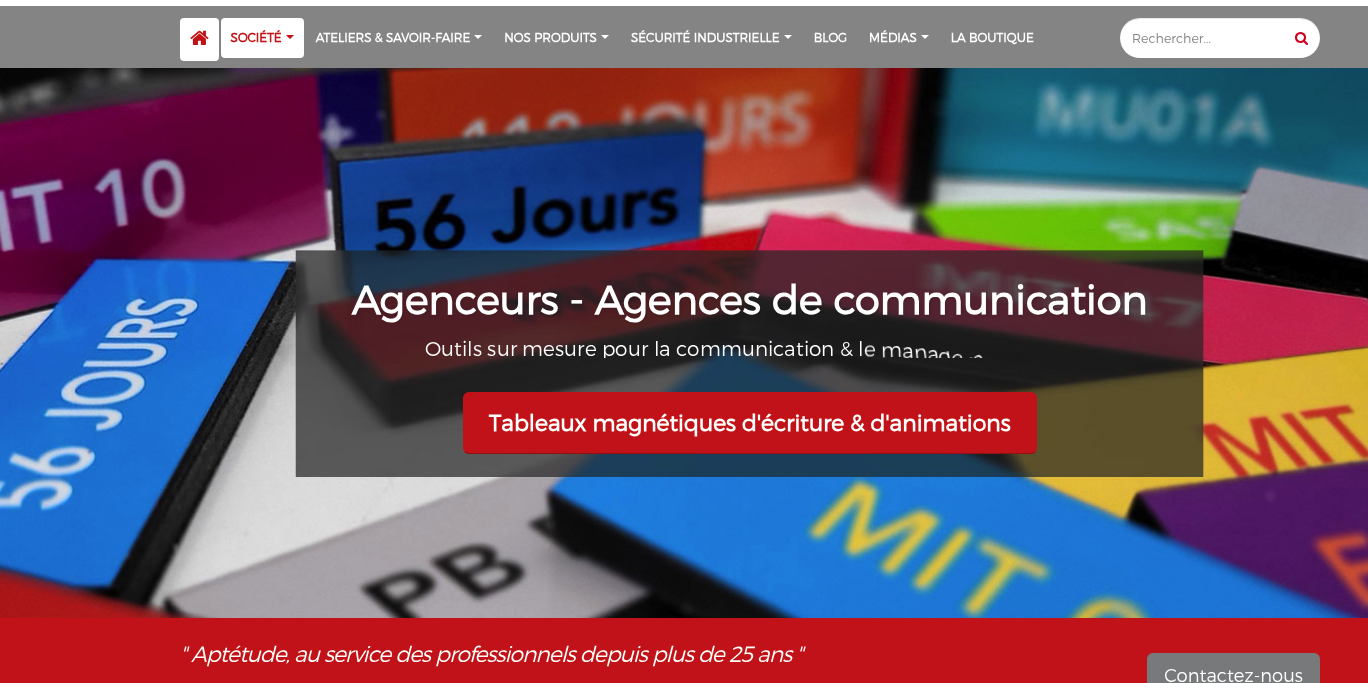 SOCIÉTÉ ATELIERS & SAVOIR-FAIRE NOS PRODUITS SÉCURITÉ INDUSTRIELLE BLOG MÉDIAS LA BOUTIQUE Rechercher...
JOURS
MU01A
IT 10
56 Jours
SAS
56 JOURS
Agenceurs - Agences de communication
Outils sur mesure pour la communication & le
Tableaux magnétiques d'écriture & d'animations
MIT
PB
MIT
" Aptétude, au service des professionnels depuis plus de 25 ans "
Contactez-nous